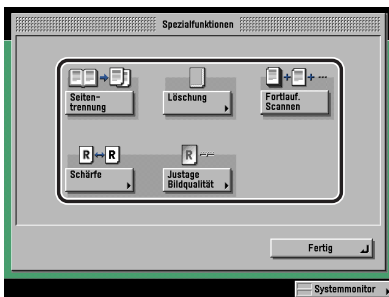 Spezialfunktionen
Seiten-
trennung
Löschung
Fortlauf.
Scannen
R R
R
Schärfe
Justage
Bildqualität
Fertig
Systemmonitor